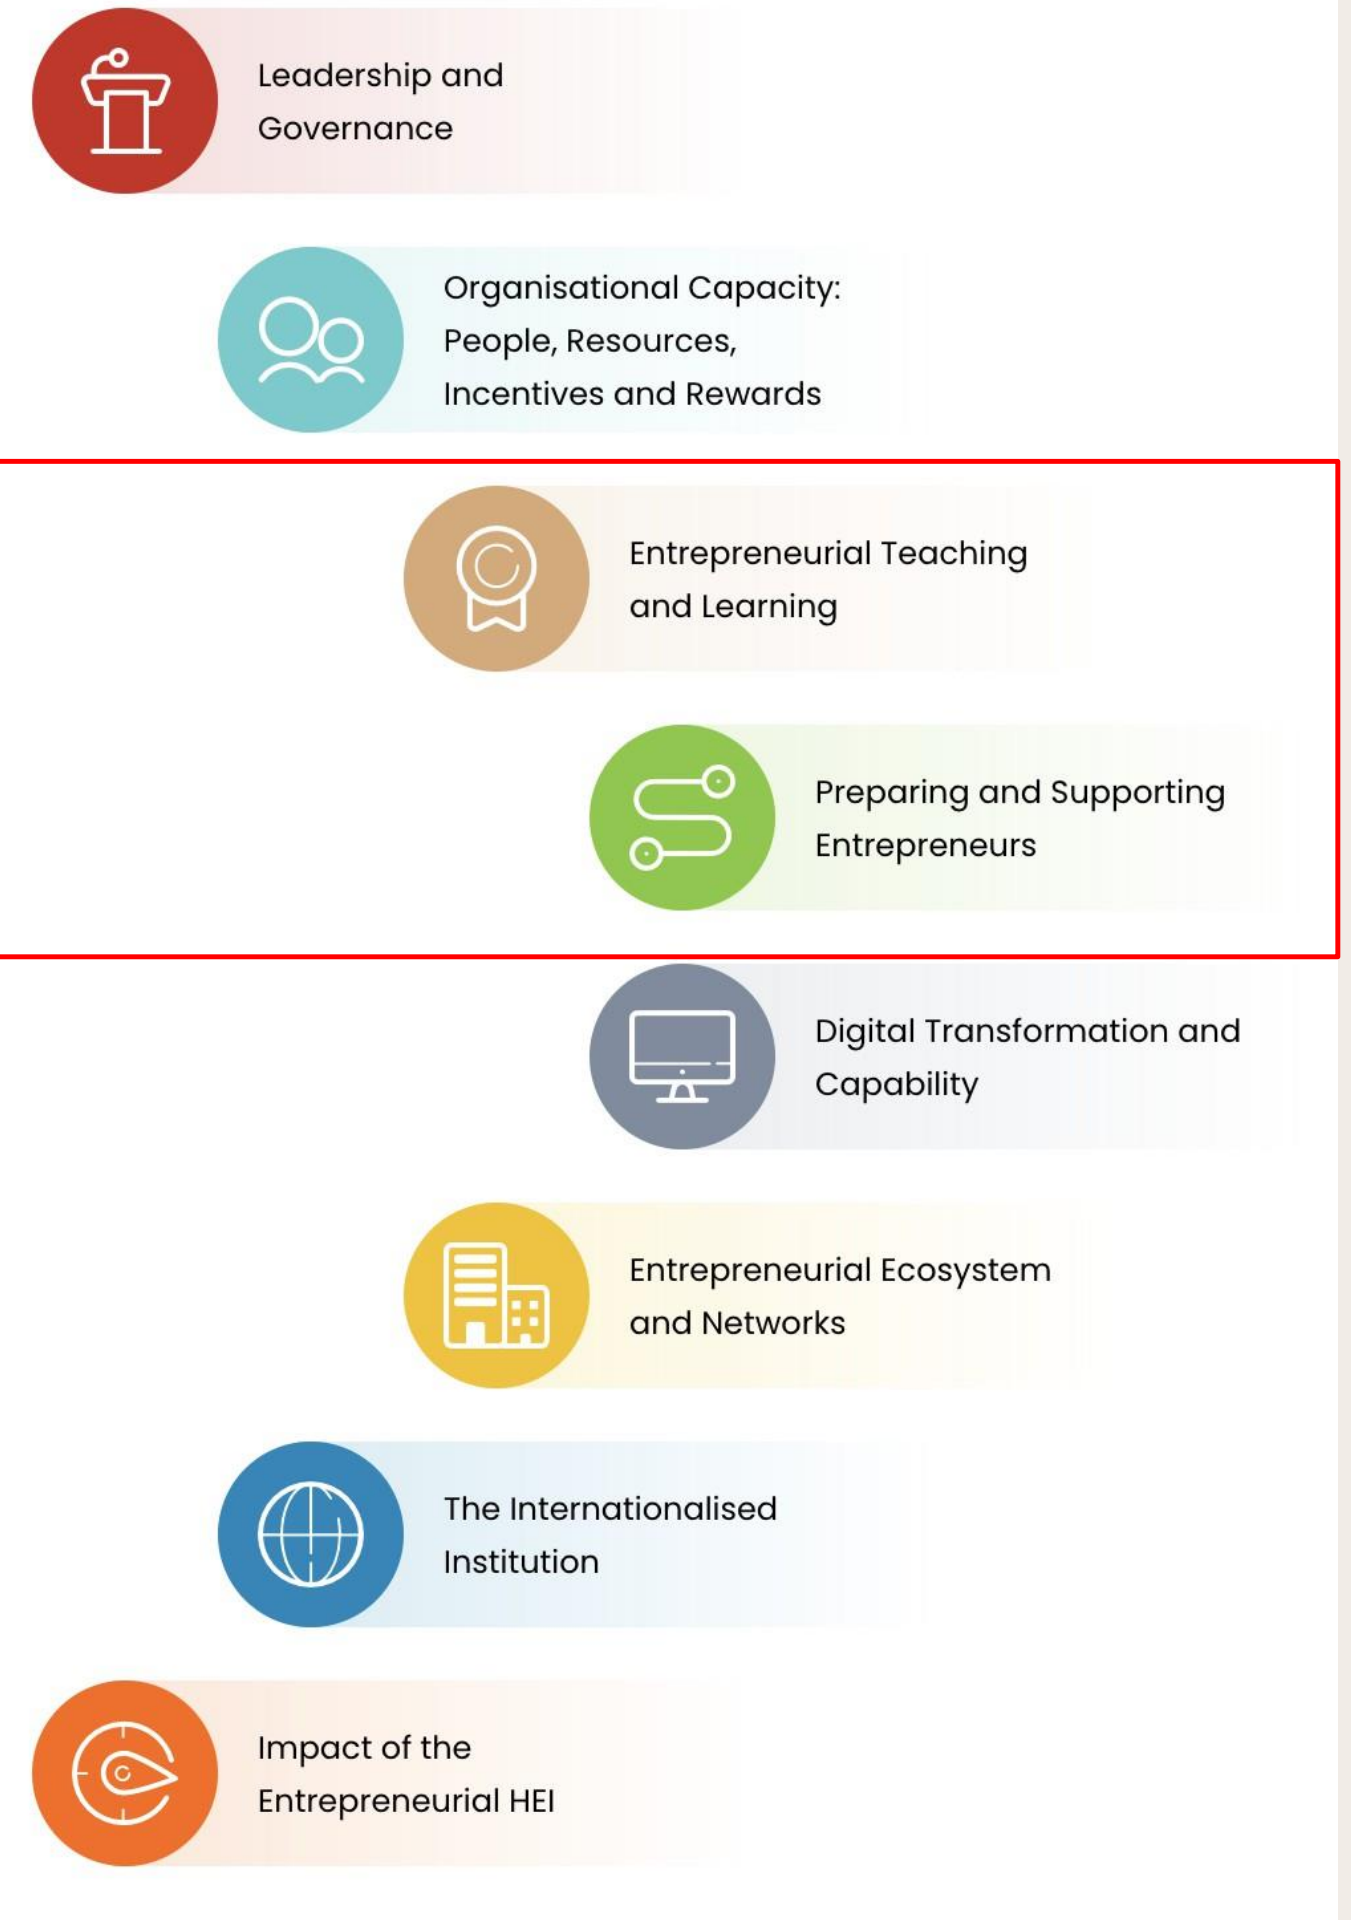 Leadership and
Governance
Organisational Capacity:
People, Resources,
Incentives and Rewards
Entrepreneurial Teaching
and Learning
Preparing and Supporting
Entrepreneurs
Digital Transformation and
Capability
Entrepreneurial Ecosystem
and Networks
The Internationalised
Institution
Impact of the
Entrepreneurial HEI